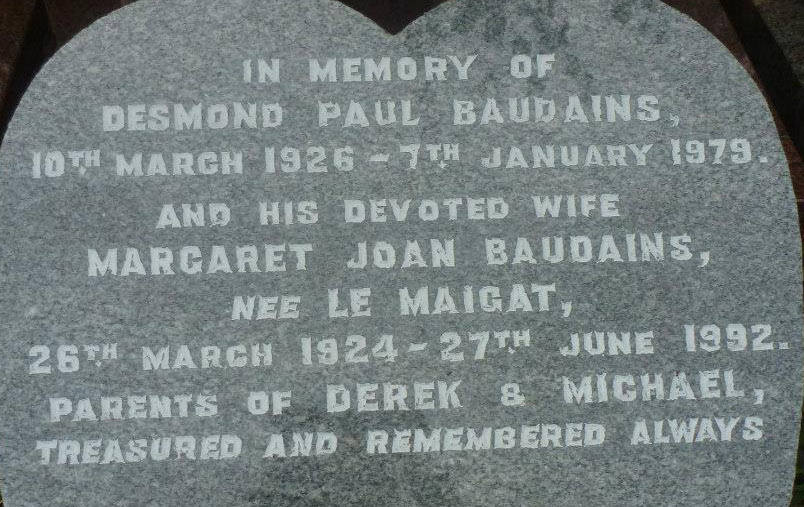 IN MEMORY OF
DESMOND PAUL BAUDAINS,
10TH MARCH 1926 - 7TH JANUARY 1979.
AND HIS DEVOTED WIFE
MARGARET JOAN BAUDAINS,
NEE LE MAIGAT,
26TH MARCH 1924 - 27TH JUNE 1992.
PARENTS OF DEREK & MICHAEL,
TREASURED AND REMEMBERED ALWAYS